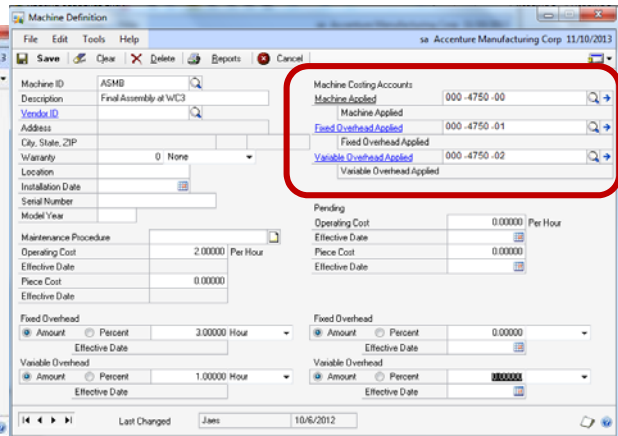 Machine Definition
File Edit Tools Help sa Accenture Manufacturing Corp 11/10/2013
Save Clear Delete Reports Cancel
Machine ID ASMB
Description Final Assembly at WC3
Vendor ID
Address
City, State, ZIP
Warranty 0 None
Location
Installation Date
Serial Number
Model Year
Maintenance Procedure
Operating Cost 2.00000 Per Hour
Effective Date
Piece Cost 0.00000
Effective Date
Fixed Overhead
Amount Percent 3.00000 Hour
Effective Date
Variable Overhead
Amount Percent 1.00000 Hour
Effective Date
Machine Costing Accounts
Machine Applied 000 -4750 -00
Machine Applied
Fixed Overhead Applied 000 -4750 -01
Fixed Overhead Applied
Variable Overhead Applied 000 -4750 -02
Variable Overhead Applied
Pending
Operating Cost 0.00000 Per Hour
Effective Date
Piece Cost 0.00000
Effective Date
Fixed Overhead
Amount Percent 0.00000
Effective Date
Variable Overhead
Amount Percent 0.00000
Effective Date
Last Changed Jaes 10/6/2012